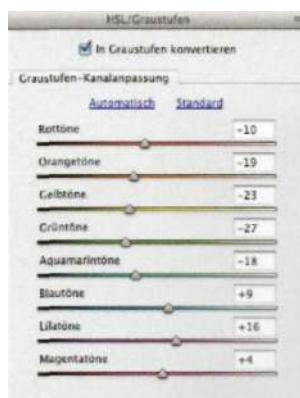 HSL/Graustufen
In Graustufen konvertieren
Graustufen-Kanalanpassung
Automatisch Standard
Rottöne -10
Orangetöne -19
Gelbtöne -23
Grüntöne -27
Aquamarintöne -18
Blautöne +9
Lilatöne +16
Magentatöne +4